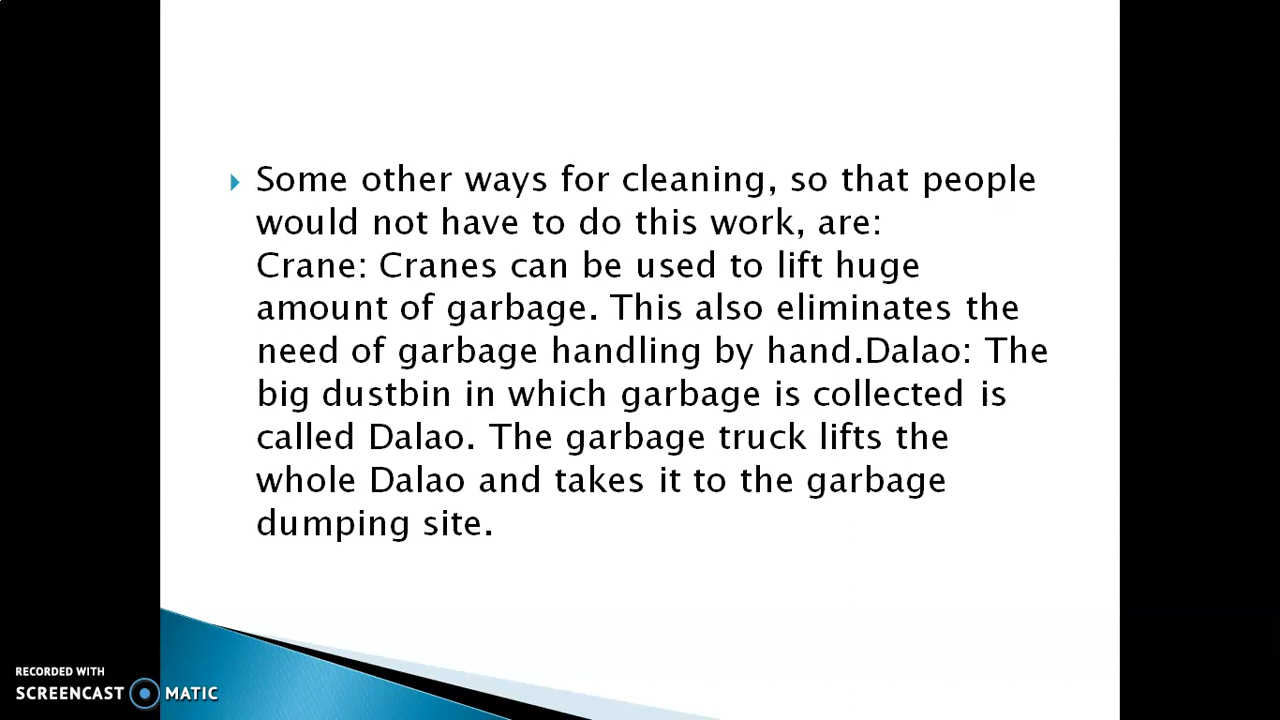 Some other ways for cleaning, so that people
would not have to do this work, are:
Crane: Cranes can be used to lift huge
amount of garbage. This also eliminates the
need of garbage handling by hand.Dalao: The
big dustbin in which garbage is collected is
called Dalao. The garbage truck lifts the
whole Dalao and takes it to the garbage
dumping site.
RECORDED WITH
SCREENCAST MATIC